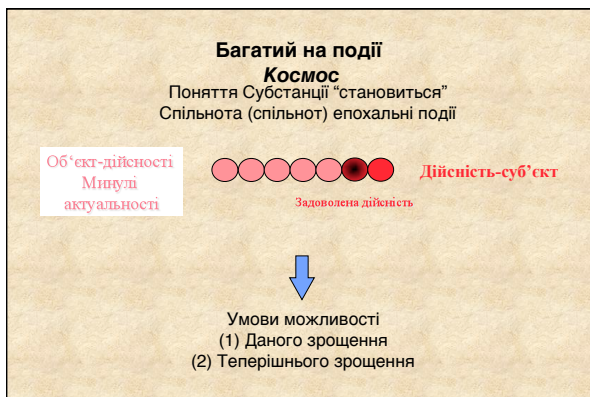 Багатий на події
Космос
Поняття Субстанції “становиться”
Спільнота (спільнот) епохальні події
Об‘єкт-дійсності
Минулі
актуальності
Дійсність-суб’єкт
Задоволена дійсність
Умови можливості
(1) Даного зрощення
(2) Теперішнього зрощення